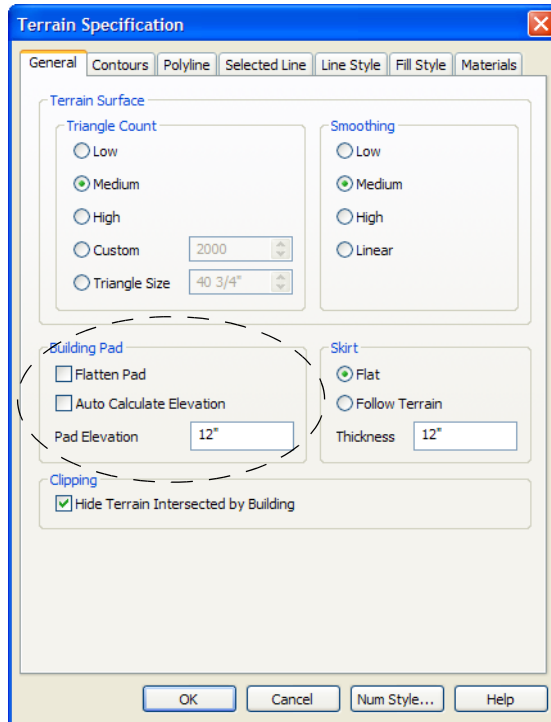 Terrain Specification
General Contours Polyline Selected Line Line Style Fill Style Materials
Terrain Surface
Triangle Count
Low
Medium
High
Custom 2000
Triangle Size 40 3/4"
Smoothing
Low
Medium
High
Linear
Building Pad
Flatten Pad
Auto Calculate Elevation
Pad Elevation 12"
Skirt
Flat
Follow Terrain
Thickness 12"
Clipping
Hide Terrain Intersected by Building
OK Cancel Num Style... Help